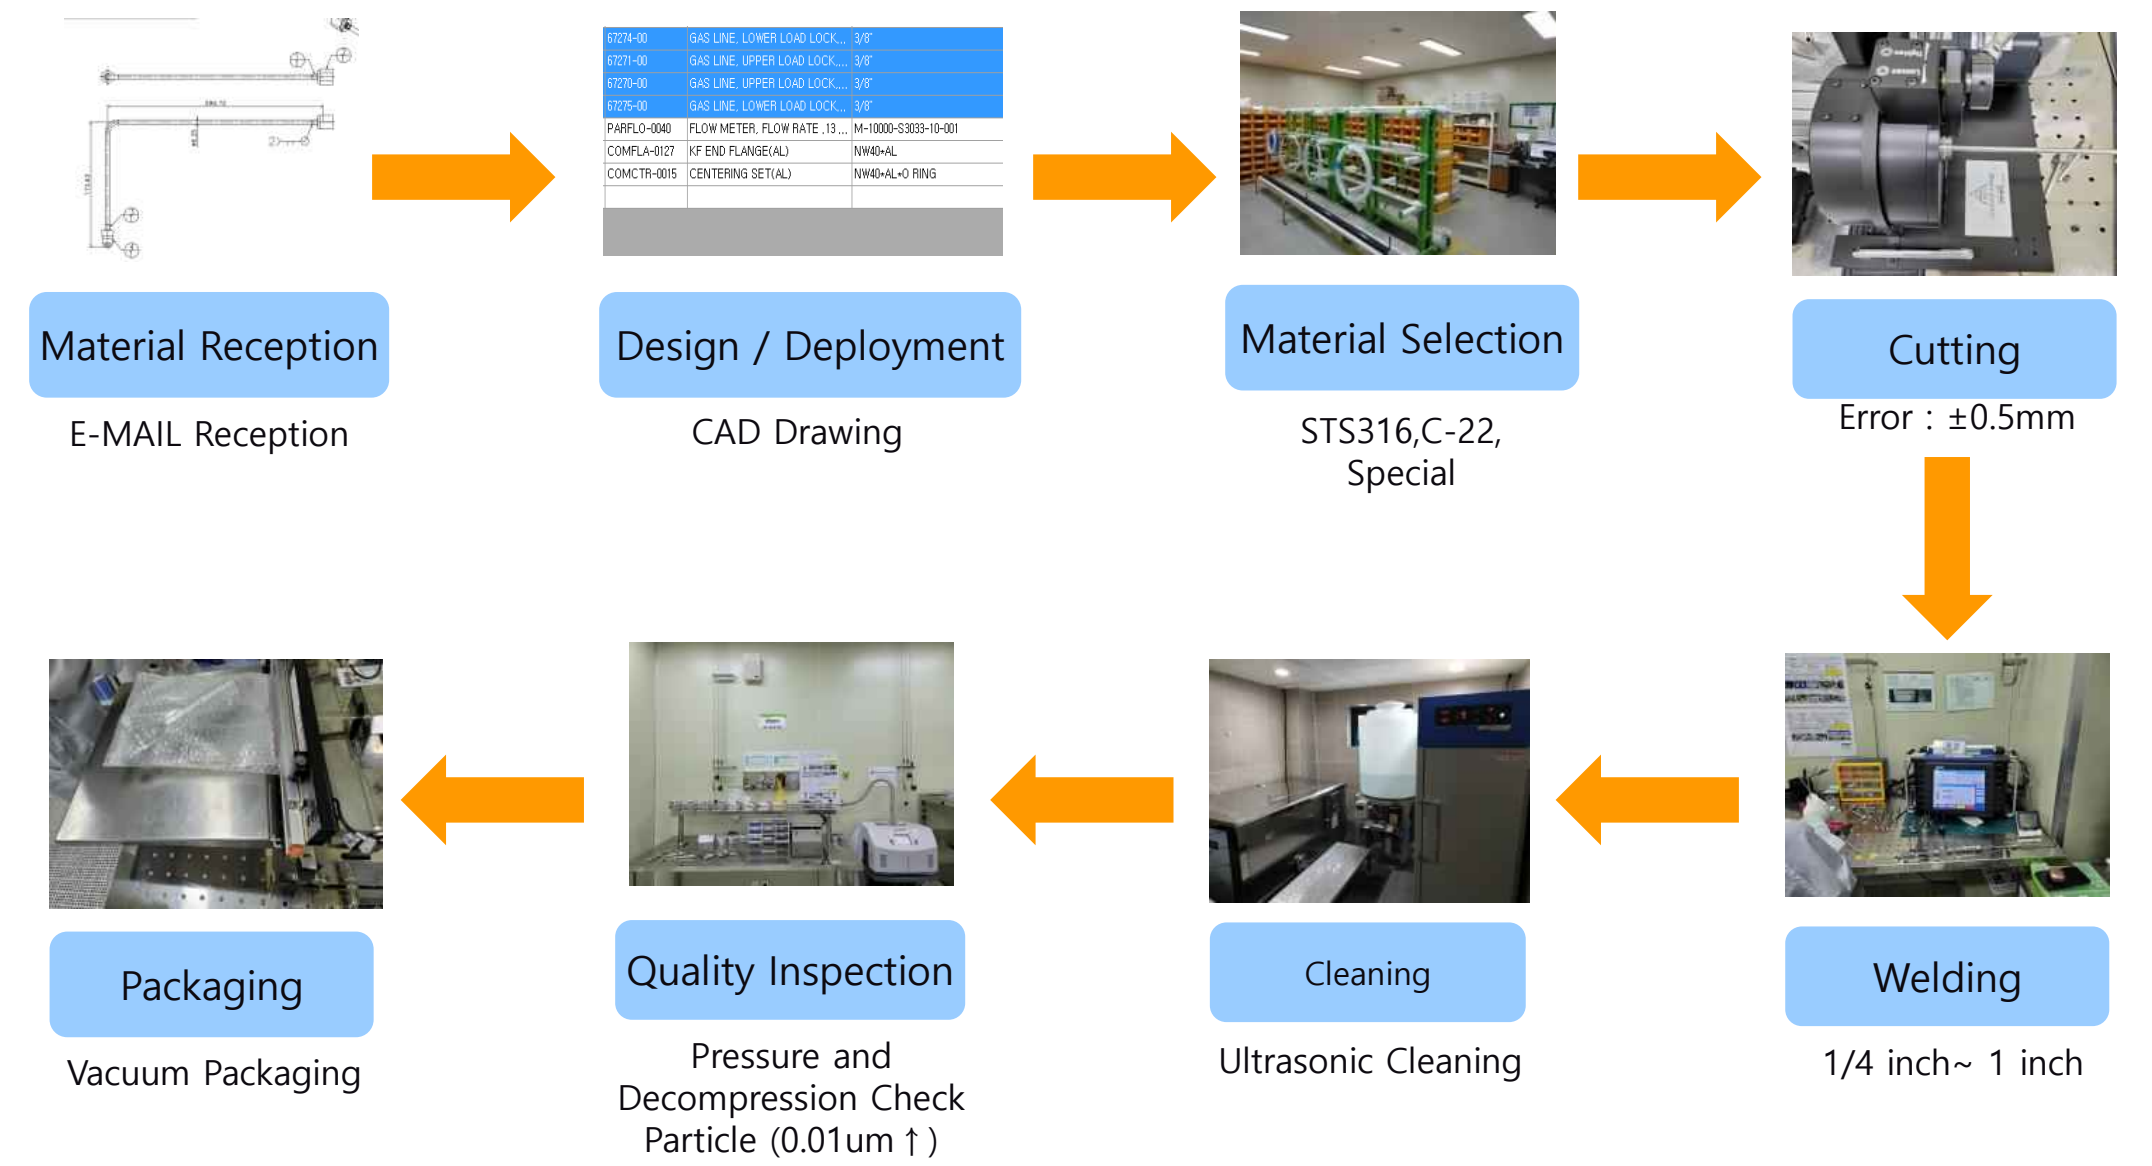 67274-00 GAS LINE, LOWER LOAD LOCK,... 3/8"
67271-00 GAS LINE, UPPER LOAD LOCK,... 3/8"
67270-00 GAS LINE, UPPER LOAD LOCK,... 3/8"
67275-00 GAS LINE, LOWER LOAD LOCK,... 3/8"
PARFLO-0040 FLOW METER, FLOW RATE ,13 ... M-10000-S3033-10-001
COMFLA-0127 KF END FLANGE(AL) NW40*AL
COMCTR-0015 CENTERING SET(AL) NW40*AL*O RING
Material Reception
E-MAIL Reception
Design / Deployment
CAD Drawing
Material Selection
STS316,C-22,
Special
Cutting
Error : ±0.5mm
Packaging
Vacuum Packaging
Quality Inspection
Pressure and
Decompression Check
Particle (0.01um↑)
Cleaning
Ultrasonic Cleaning
Welding
1/4 inch~ 1 inch